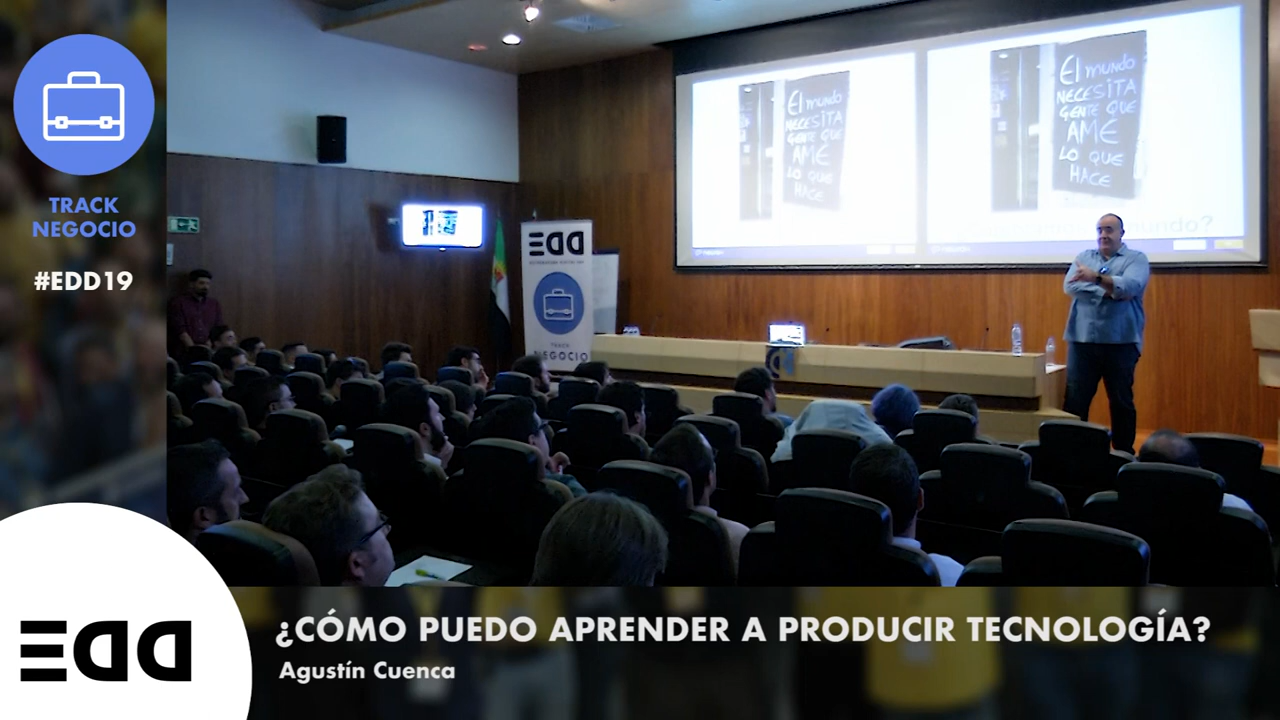 TRACK
NEGOCIO
#EDD19
El mundo
NECESITA
GENTE QUE
AME
LO QUE
HACE
El mundo
NECESITA
GENTE QUE
AME
LO QUE
HACE
mundo?
EDD
TRACK
NEGOCIO
EDD
¿CÓMO PUEDO APRENDER A PRODUCIR TECNOLOGÍA?
Agustín Cuenca